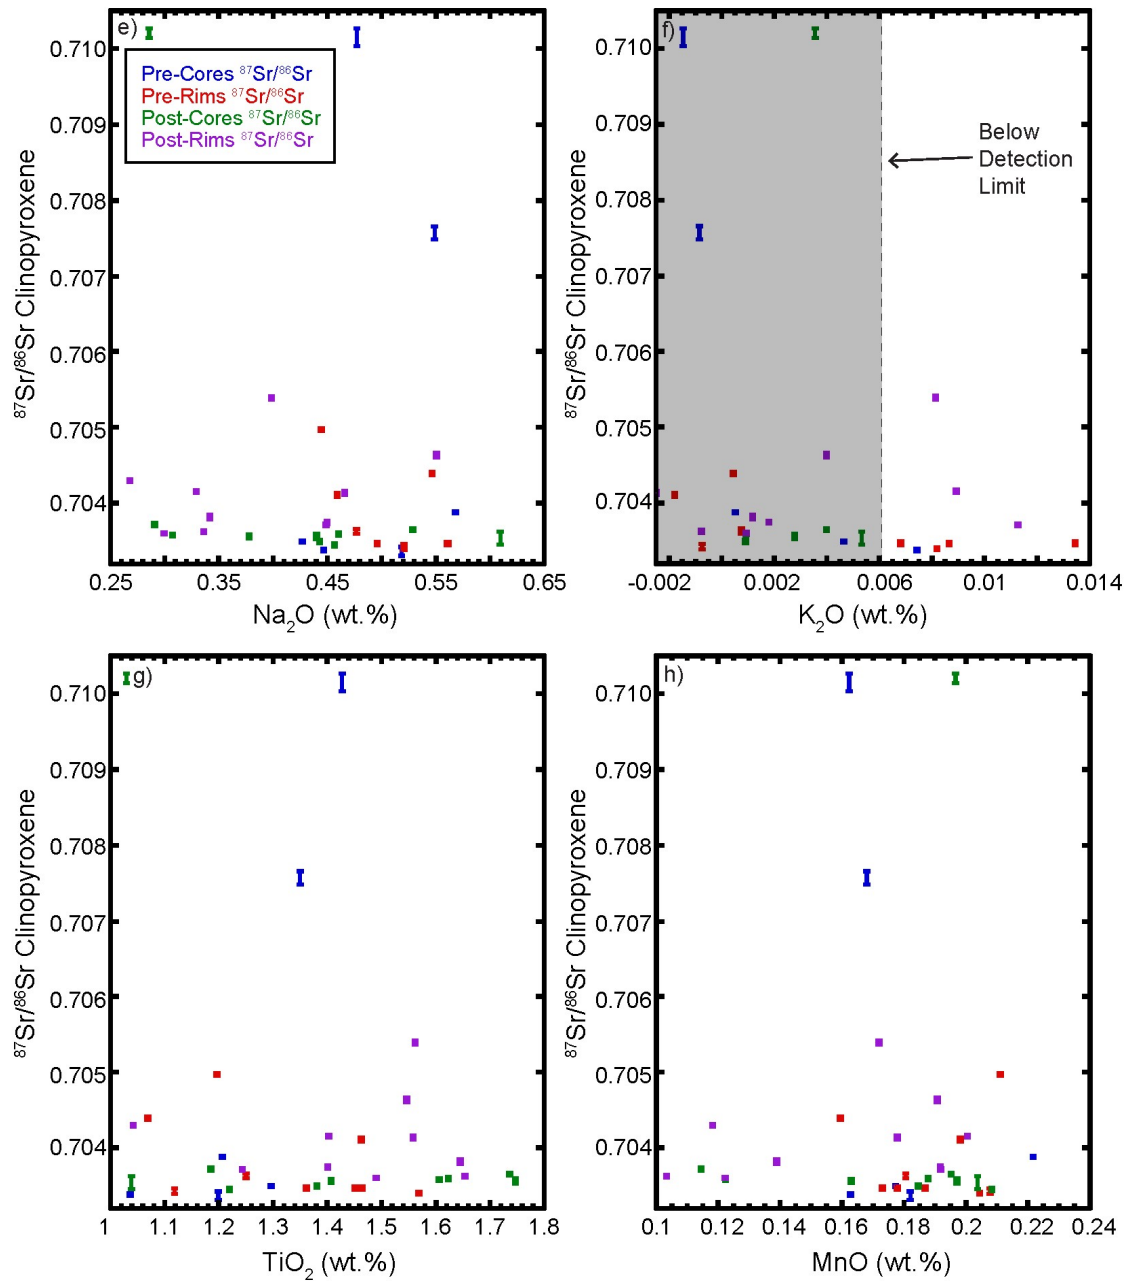 e)
Pre-Cores ⁸⁷Sr/⁸⁶Sr
Pre-Rims ⁸⁷Sr/⁸⁶Sr
Post-Cores ⁸⁷Sr/⁸⁶Sr
Post-Rims ⁸⁷Sr/⁸⁶Sr
0.710
0.709
0.708
0.707
0.706
0.705
0.704
⁸⁷Sr/⁸⁶Sr Clinopyroxene
0.25 0.35 0.45 0.55 0.65
Na₂O (wt.%)
f)
Below
Detection
Limit
0.710
0.709
0.708
0.707
0.706
0.705
0.704
⁸⁷Sr/⁸⁶Sr Clinopyroxene
-0.002 0.002 0.006 0.01 0.014
K₂O (wt.%)
g)
0.710
0.709
0.708
0.707
0.706
0.705
0.704
⁸⁷Sr/⁸⁶Sr Clinopyroxene
1 1.1 1.2 1.3 1.4 1.5 1.6 1.7 1.8
TiO₂ (wt.%)
h)
0.710
0.709
0.708
0.707
0.706
0.705
0.704
⁸⁷Sr/⁸⁶Sr Clinopyroxene
0.1 0.12 0.14 0.16 0.18 0.2 0.22 0.24
MnO (wt.%)